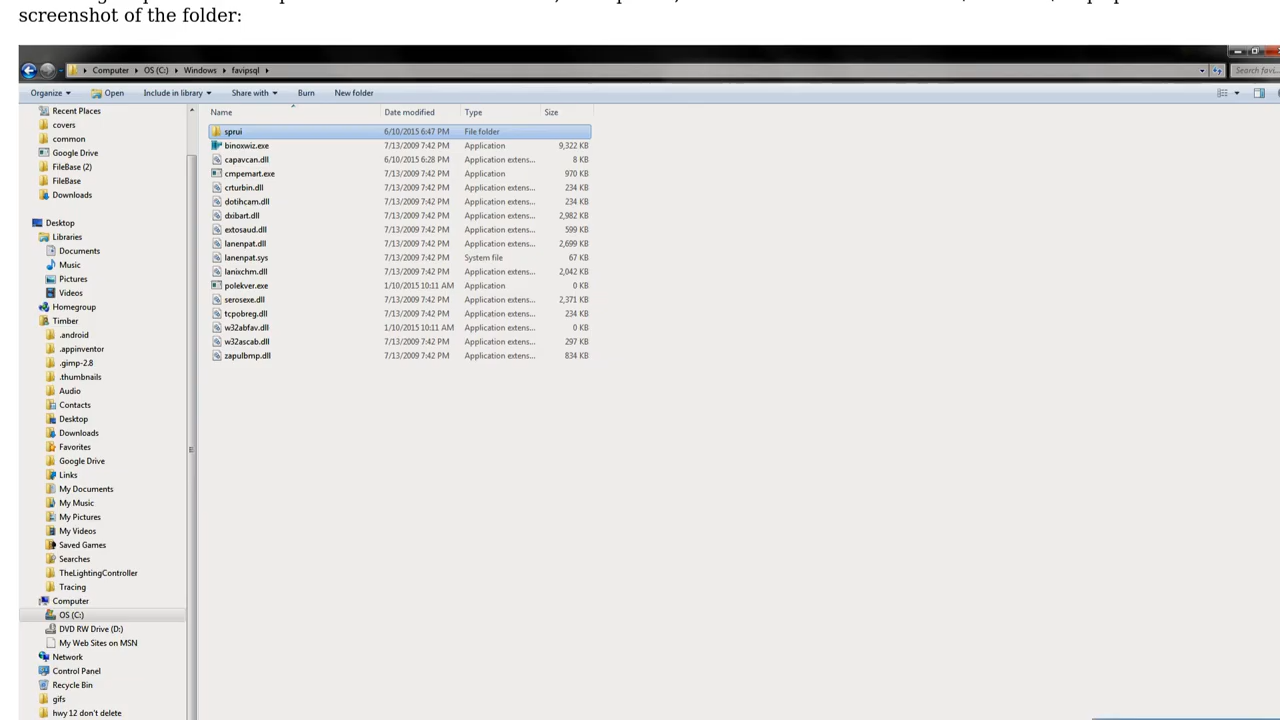 screenshot of the folder:
Computer OS (C:) Windows favipsql
Search favi...
Organize Open Include in library Share with Burn New folder
Name Date modified Type Size
Recent Places
covers
common
Google Drive
FileBase (2)
FileBase
Downloads
Desktop
Libraries
Documents
Music
Pictures
Videos
Homegroup
Timber
.android
.appinventor
.gimp-2.8
.thumbnails
Audio
Contacts
Desktop
Downloads
Favorites
Google Drive
Links
My Documents
My Music
My Pictures
My Videos
Saved Games
Searches
TheLightingController
Tracing
Computer
OS (C:)
DVD RW Drive (D:)
My Web Sites on MSN
Network
Control Panel
Recycle Bin
gifs
hwy 12 don't delete
sprui 6/10/2015 6:47 PM File folder
binoxwiz.exe 7/13/2009 7:42 PM Application 9,322 KB
capavcan.dll 6/10/2015 6:28 PM Application extens... 8 KB
cmpemart.exe 7/13/2009 7:42 PM Application 970 KB
crturbin.dll 7/13/2009 7:42 PM Application extens... 234 KB
dotihcam.dll 7/13/2009 7:42 PM Application extens... 234 KB
dxibart.dll 7/13/2009 7:42 PM Application extens... 2,982 KB
extosaud.dll 7/13/2009 7:42 PM Application extens... 599 KB
lanenpat.dll 7/13/2009 7:42 PM Application extens... 2,699 KB
lanenpat.sys 7/13/2009 7:42 PM System file 67 KB
lanixchm.dll 7/13/2009 7:42 PM Application extens... 2,042 KB
polekver.exe 1/10/2015 10:11 AM Application 0 KB
serosexe.dll 7/13/2009 7:42 PM Application extens... 2,371 KB
tcpobreg.dll 7/13/2009 7:42 PM Application extens... 234 KB
w32abfav.dll 1/10/2015 10:11 AM Application extens... 0 KB
w32ascab.dll 7/13/2009 7:42 PM Application extens... 297 KB
zapulbmp.dll 7/13/2009 7:42 PM Application extens... 834 KB